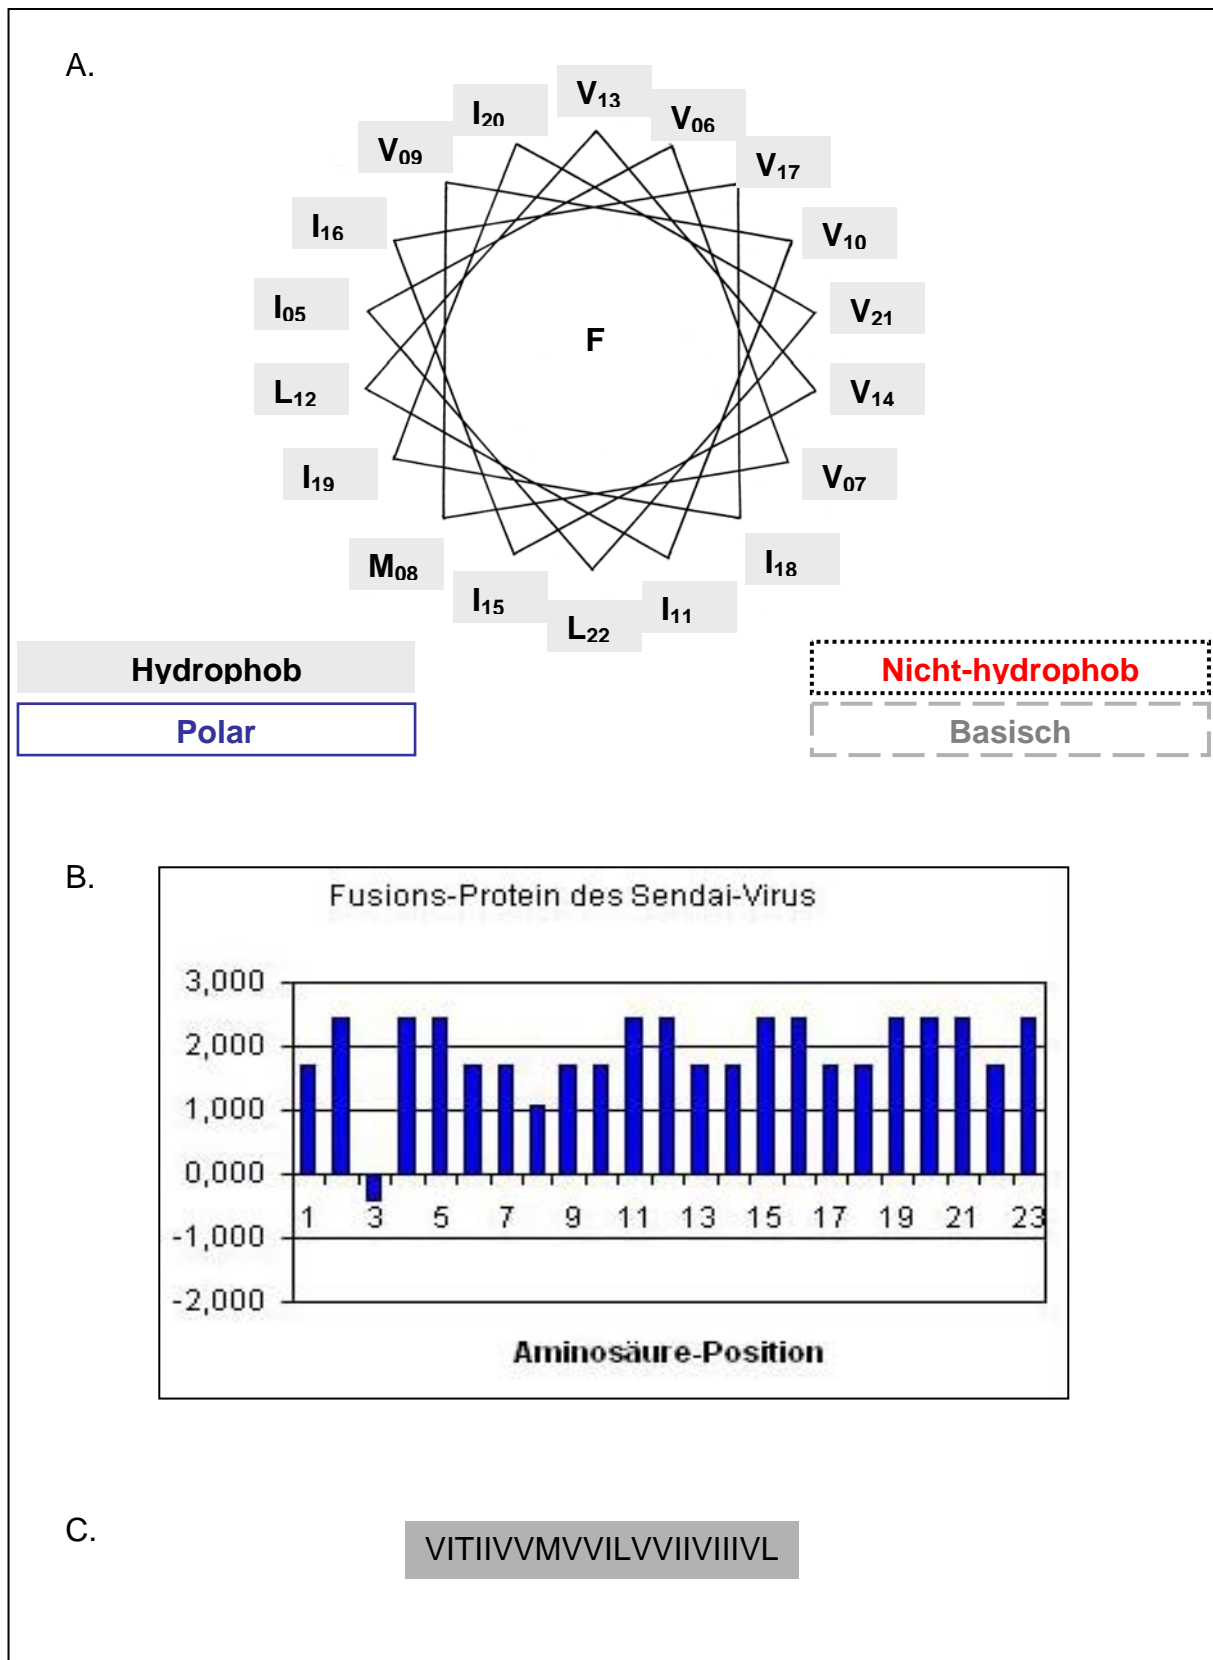 A.
V13
I20
V06
V09
V17
I16
V10
I05
V21
F
L12
V14
I19
V07
M08
I18
I15
I11
L22
Hydrophob
Nicht-hydrophob
Polar
Basisch
B.
Fusions-Protein des Sendai-Virus
3,000
2,000
1,000
0,000
1 3 5 7 9 11 13 15 17 19 21 23
-1,000
-2,000
Aminosäure-Position
C.
VITIIVVMVVILVVIIVIIIVL